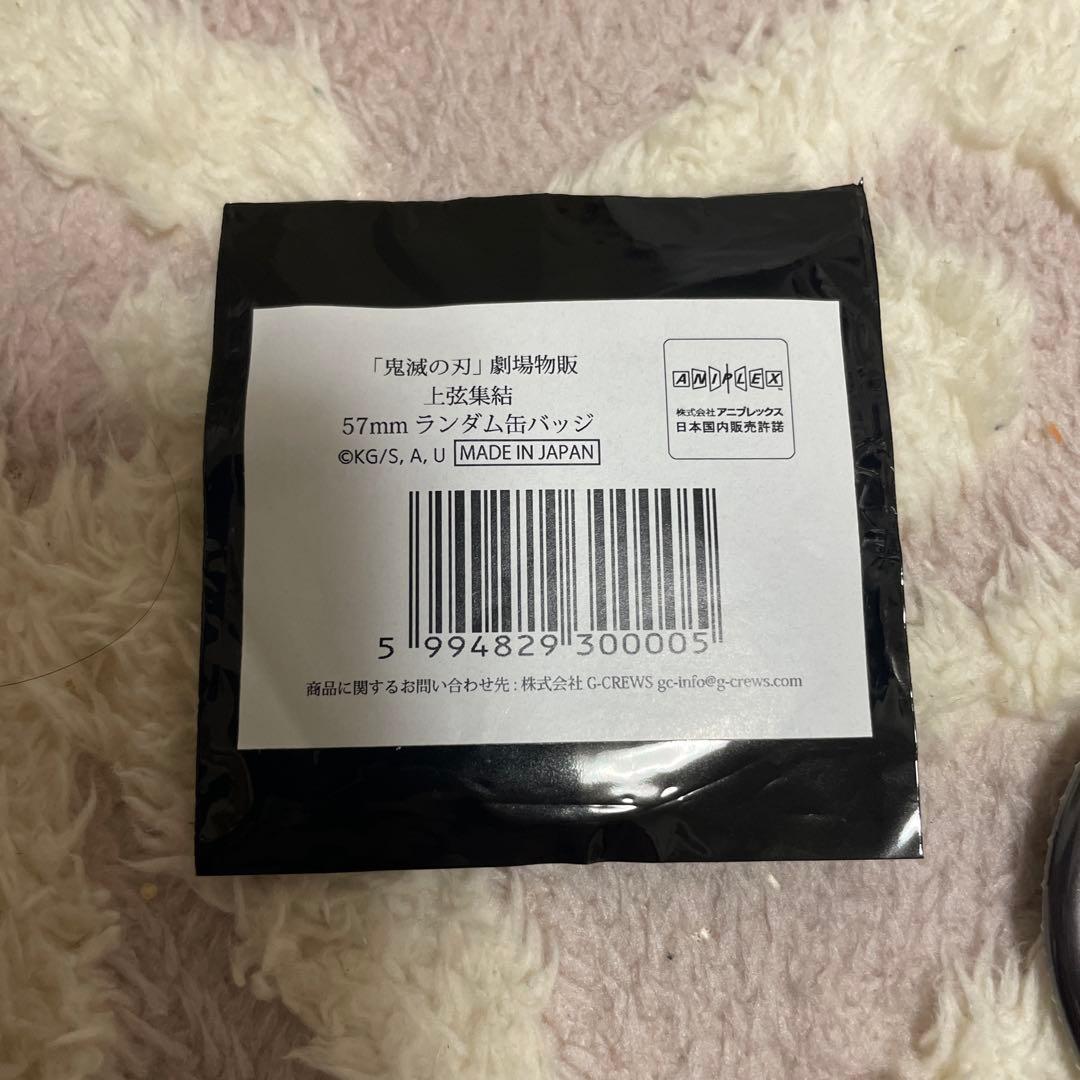 「鬼滅の刃」劇場物販
上弦集結
57mm ランダム缶バッジ
©KG/S, A, U MADE IN JAPAN
ANIPLEX™
株式会社 アニプレックス
日本国内販売許諾
5 994829 300005
商品に関するお問い合わせ先 : 株式会社 G-CREWS gc-info@g-crews.com